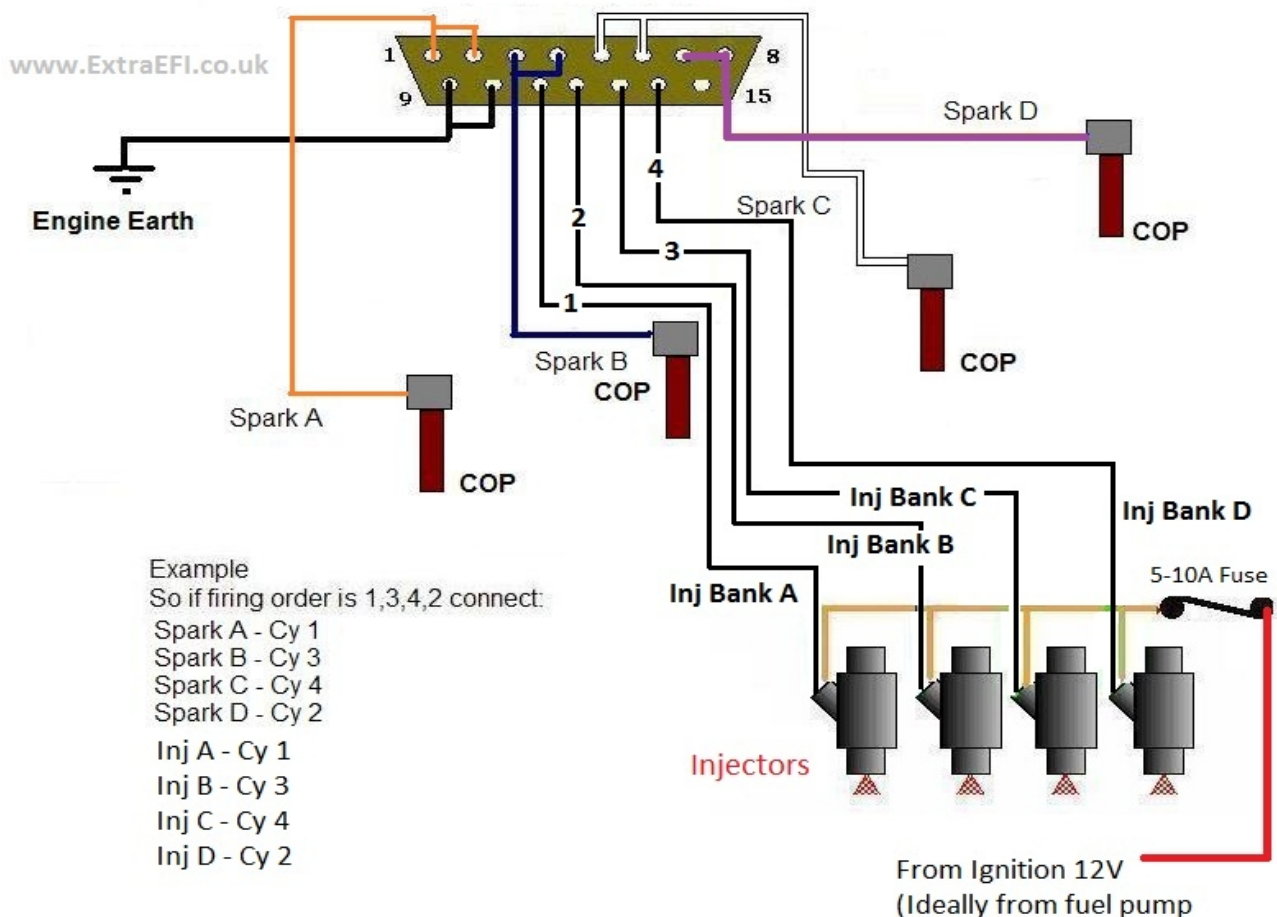 www.ExtraEFI.co.uk
1
8
9
15
Engine Earth
Spark D
COP
4
Spark C
2
3
COP
1
Spark B
COP
Spark A
COP
Inj Bank C
Inj Bank D
Inj Bank B
Inj Bank A
5-10A Fuse
Example
So if firing order is 1,3,4,2 connect:
Spark A - Cy 1
Spark B - Cy 3
Spark C - Cy 4
Spark D - Cy 2
Inj A - Cy 1
Inj B - Cy 3
Inj C - Cy 4
Inj D - Cy 2
Injectors
From Ignition 12V
(Ideally from fuel pump